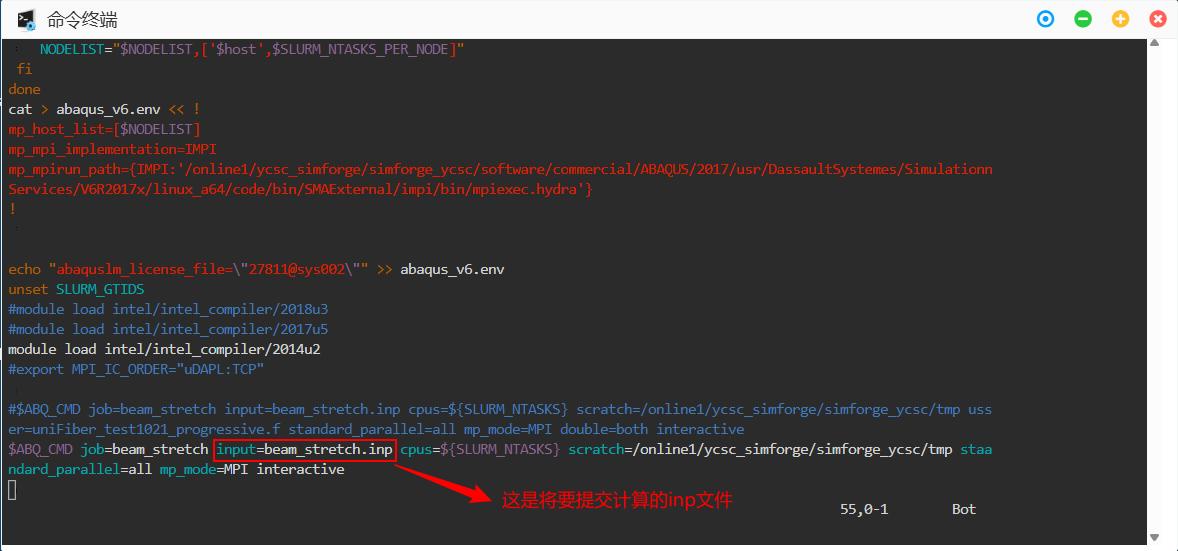 命令终端
NODELIST="$NODELIST,['$host',$SLURM_NTASKS_PER_NODE]"
fi
done
cat > abaqus_v6.env << !
mp_host_list=[$NODELIST]
mp_mpi_implementation=IMPI
mp_mpirun_path={IMPI:'/online1/ycsc_simforge/simforge_ycsc/software/commercial/ABAQUS/2017/usr/DassaultSystemes/Simulationn
Services/V6R2017x/linux_a64/code/bin/SMAExternal/impi/bin/mpiexec.hydra'}
!
echo "abaquslm_license_file=\"27811@sys002\"" >> abaqus_v6.env
unset SLURM_GTIDS
#module load intel/intel_compiler/2018u3
#module load intel/intel_compiler/2017u5
module load intel/intel_compiler/2014u2
#export MPI_IC_ORDER="uDAPL:TCP"
#$ABQ_CMD job=beam_stretch input=beam_stretch.inp cpus=${SLURM_NTASKS} scratch=/online1/ycsc_simforge/simforge_ycsc/tmp uss
er=uniFiber_test1021_progressive.f standard_parallel=all mp_mode=MPI double=both interactive
$ABQ_CMD job=beam_stretch input=beam_stretch.inp cpus=${SLURM_NTASKS} scratch=/online1/ycsc_simforge/simforge_ycsc/tmp staa
ndard_parallel=all mp_mode=MPI interactive
这是将要提交计算的inp文件
55,0-1 Bot